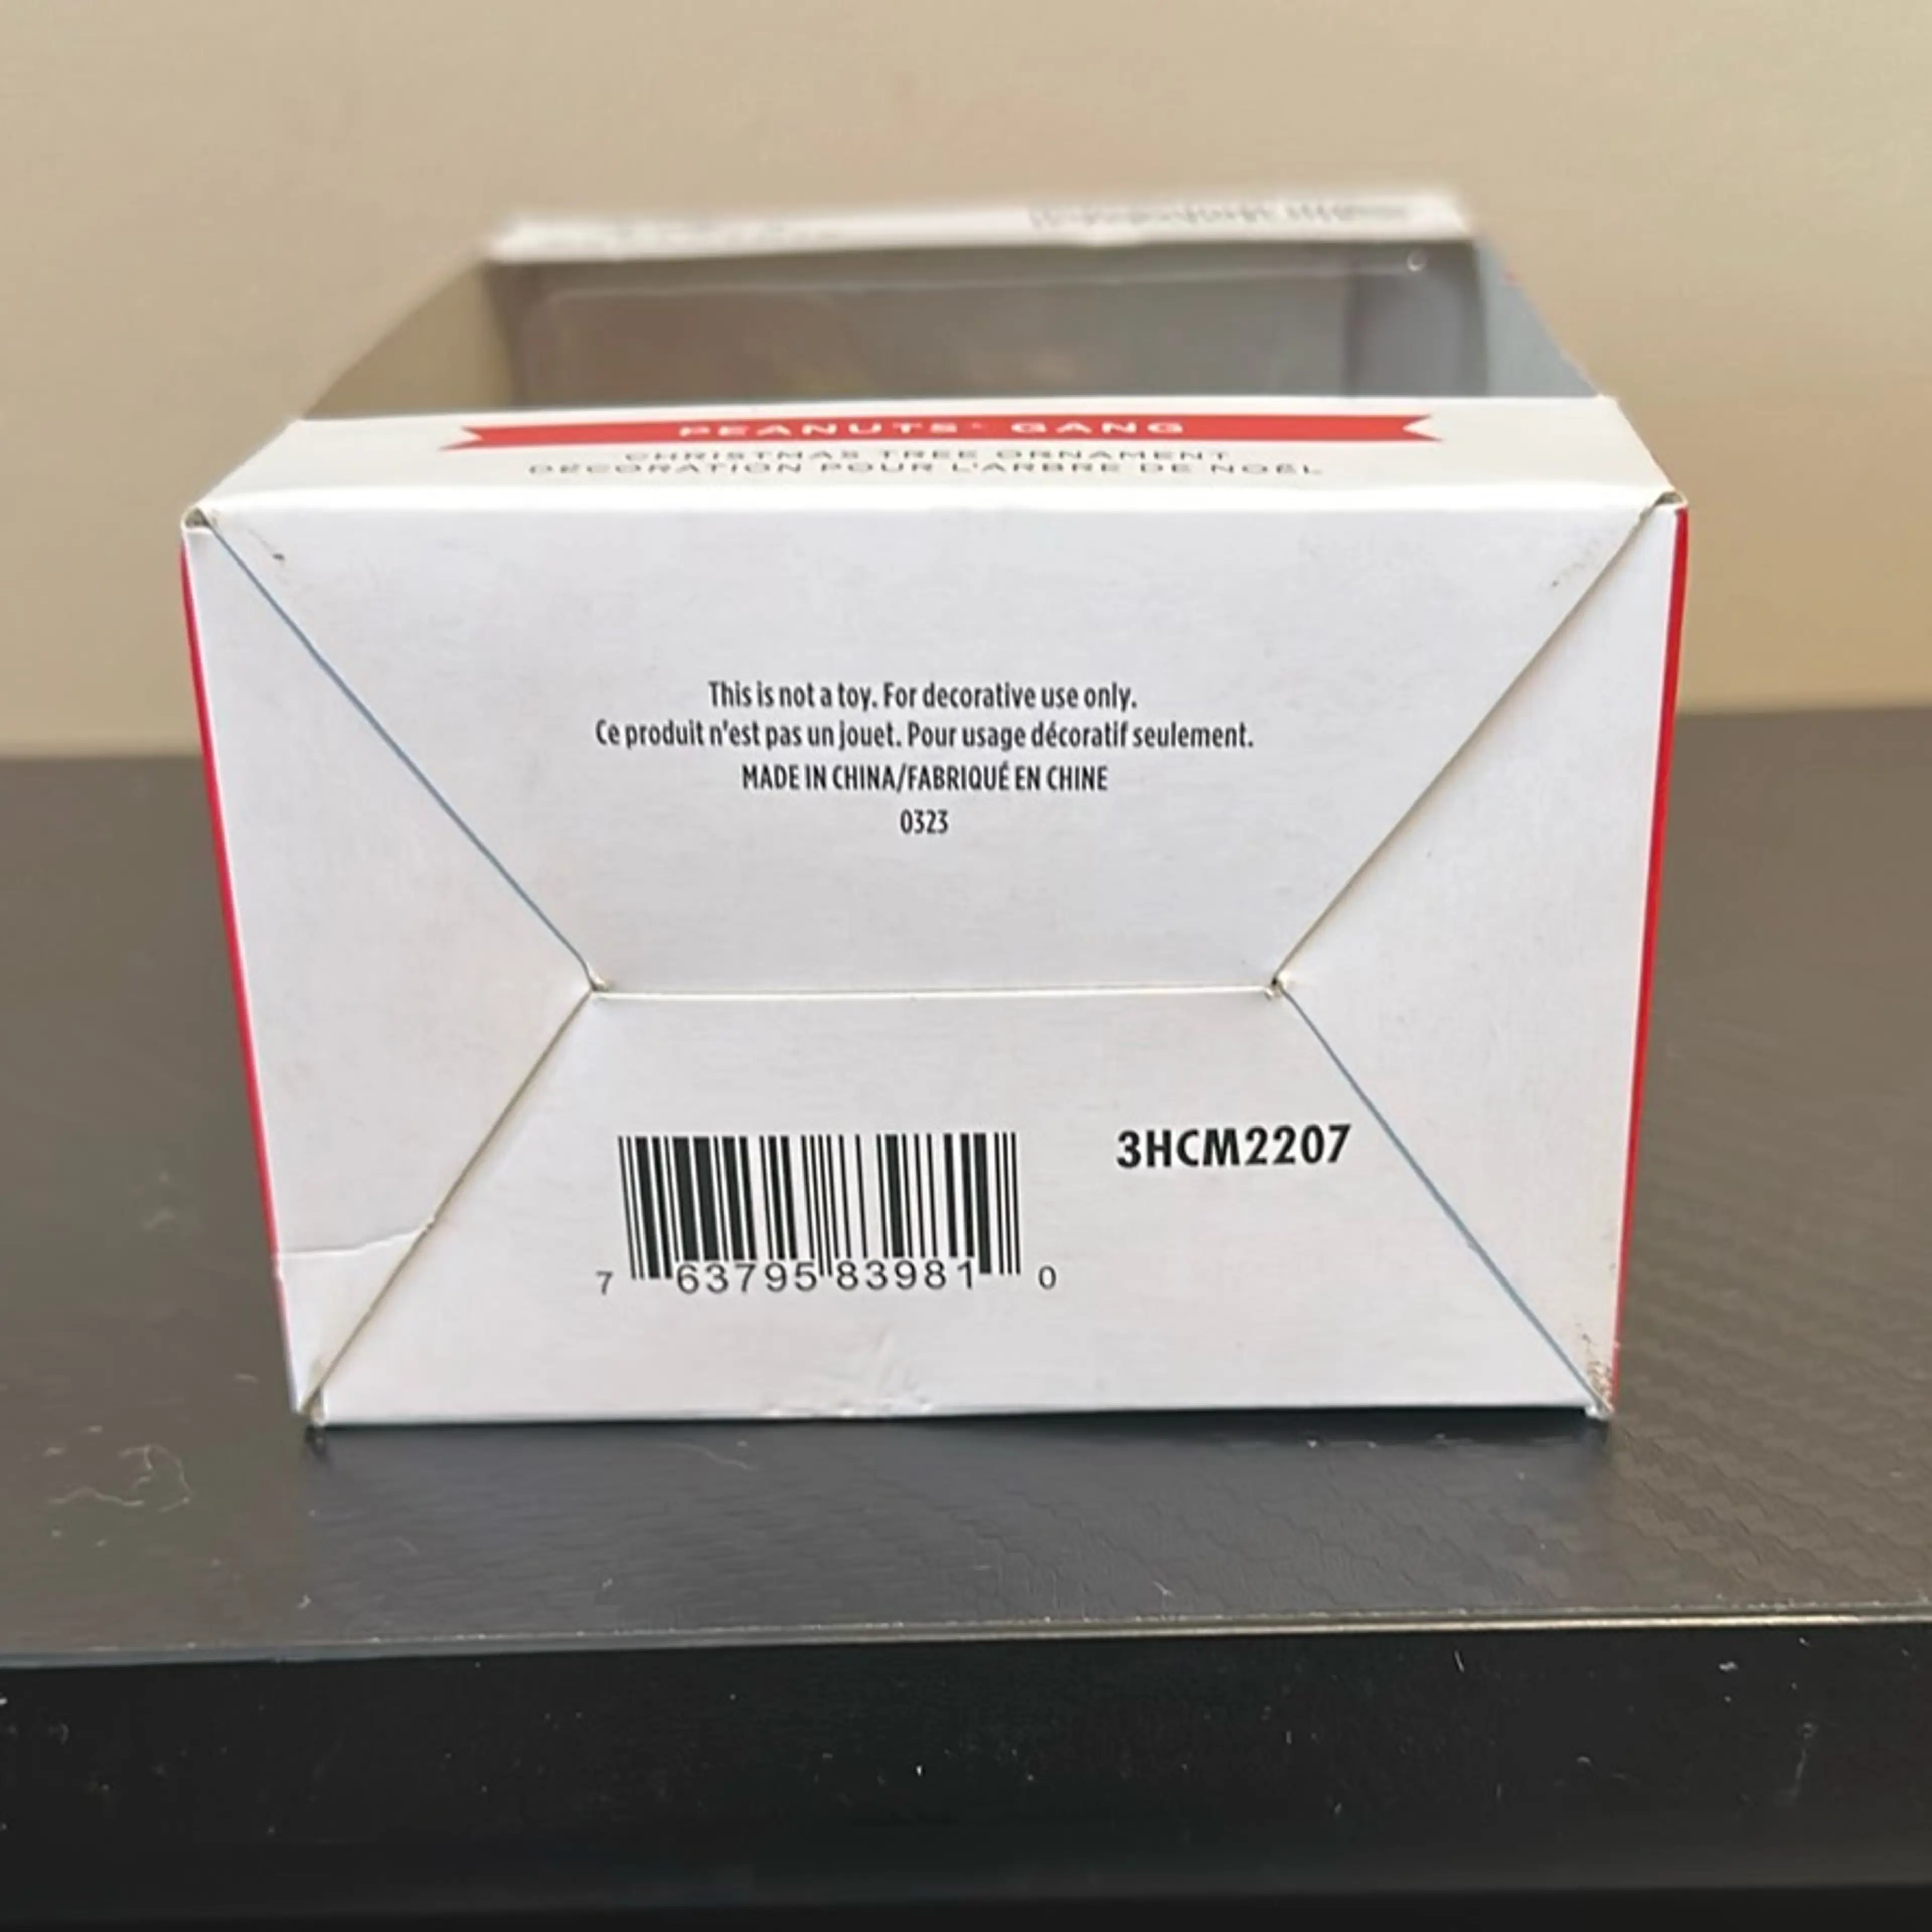 PEANUTS® GANG
CHRISTMAS TREE ORNAMENT
DÉCORATION POUR L'ARBRE DE NOËL
This is not a toy. For decorative use only.
Ce produit n'est pas un jouet. Pour usage décoratif seulement.
MADE IN CHINA/FABRIQUÉ EN CHINE
0323
3HCM2207
7 63795 83981 0